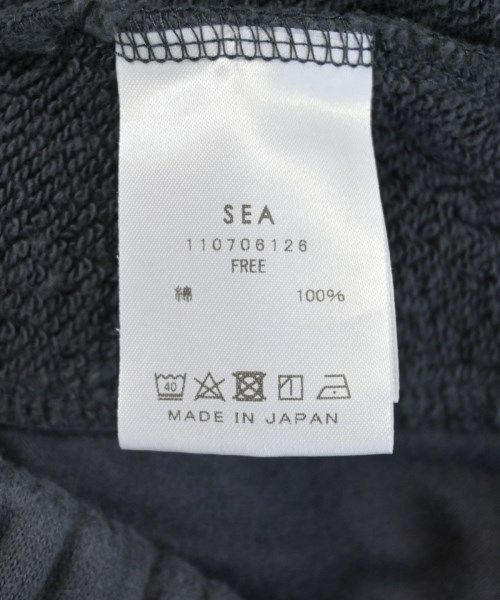 SEA
110706126
FREE
綿 100%
40
MADE IN JAPAN